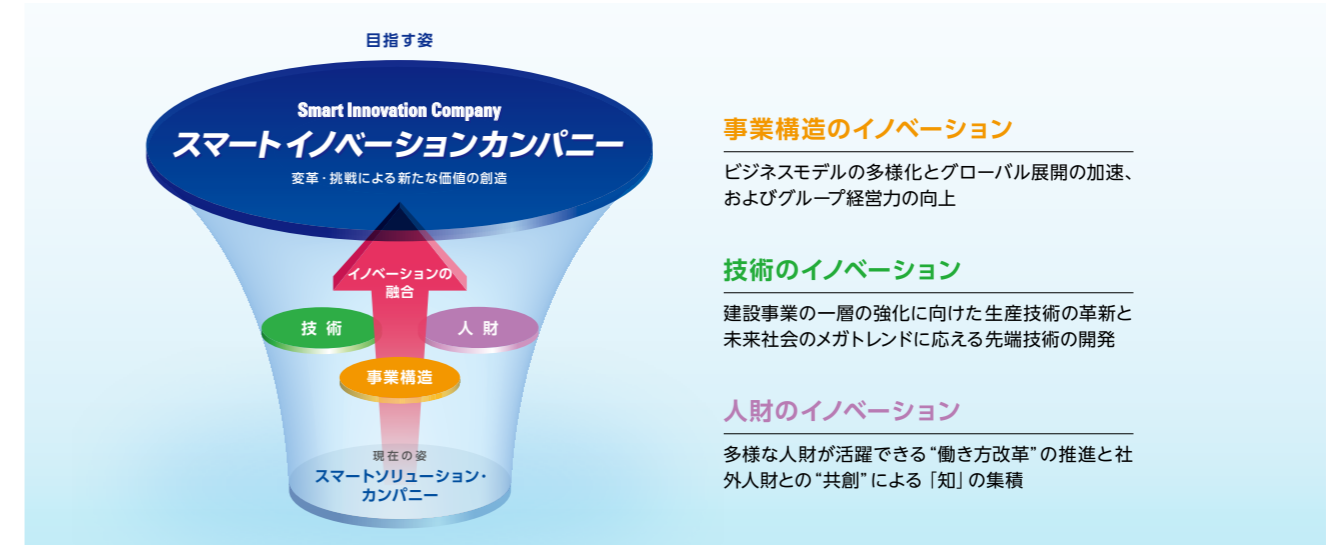 目指す姿
Smart Innovation Company
スマートイノベーションカンパニー
変革・挑戦による新たな価値の創造
イノベーションの
融合
技術
人財
事業構造
現在の姿
スマートソリューション・
カンパニー
事業構造のイノベーション
ビジネスモデルの多様化とグローバル展開の加速、
およびグループ経営力の向上
技術のイノベーション
建設事業の一層の強化に向けた生産技術の革新と
未来社会のメガトレンドに応える先端技術の開発
人財のイノベーション
多様な人財が活躍できる“働き方改革”の推進と社
外人財との“共創”による「知」の集積